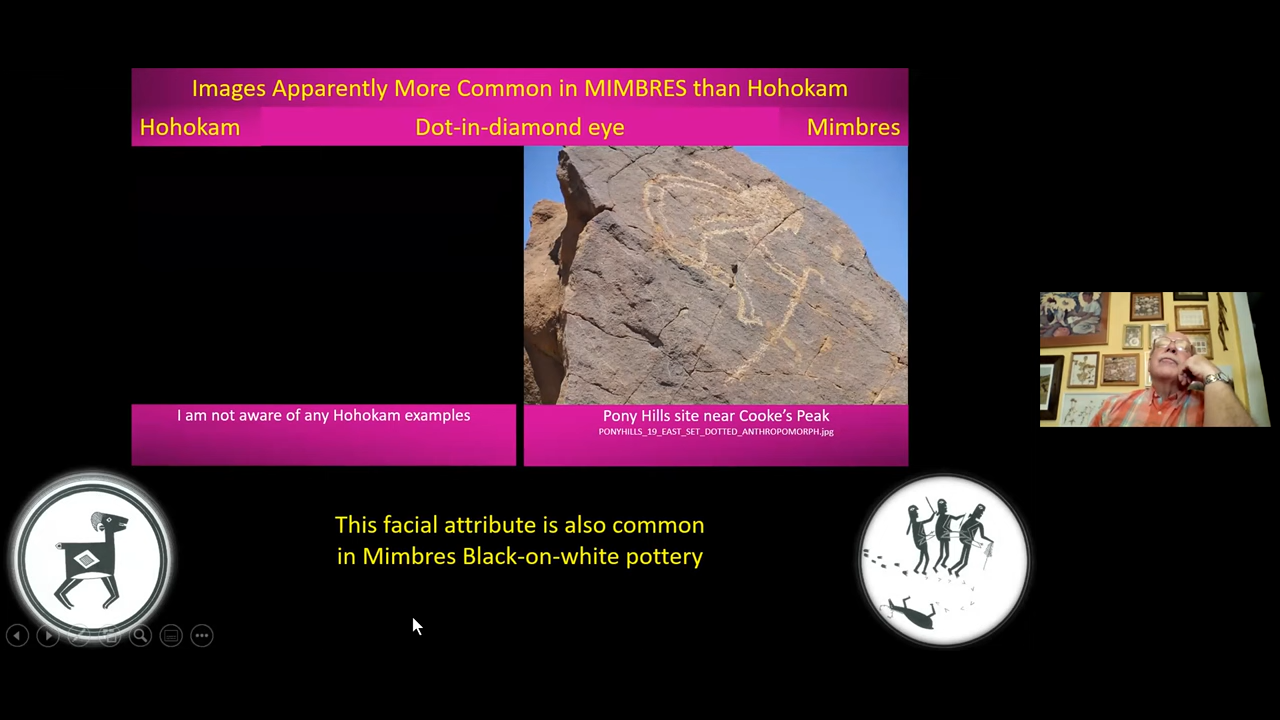 Images Apparently More Common in MIMBRES than Hohokam
Hohokam
Dot-in-diamond eye
Mimbres
I am not aware of any Hohokam examples
Pony Hills site near Cooke's Peak
PONYHILLS_19_EAST_SET_DOTTED_ANTHROPOMORPH.jpg
This facial attribute is also common
in Mimbres Black-on-white pottery